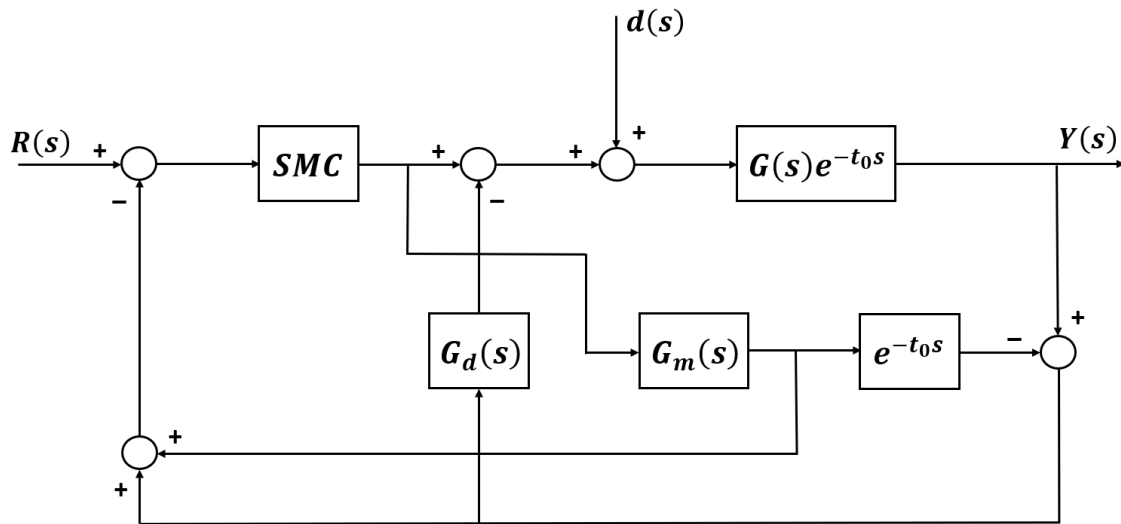 d(s)
R(s)
+
SMC
+
−
+
+
G(s)e^{-t_0 s}
Y(s)
−
G_d(s)
G_m(s)
e^{-t_0 s}
−
+
+
+